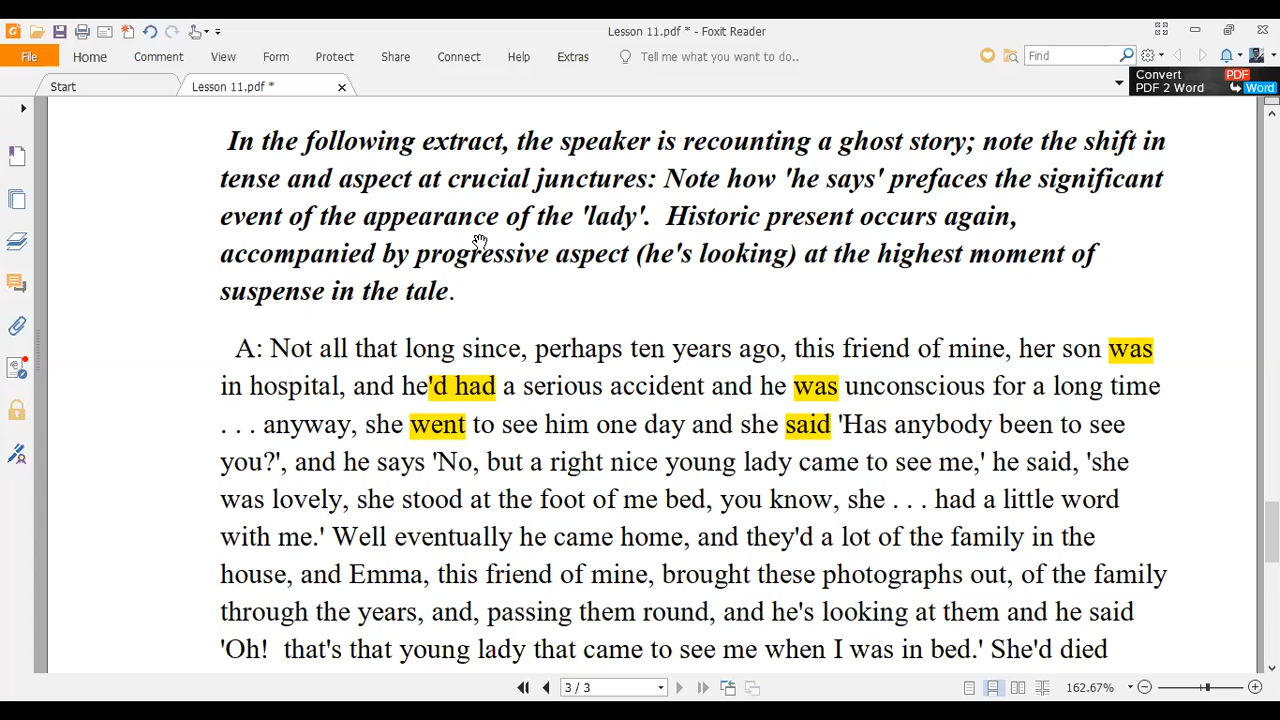 Lesson 11.pdf * - Foxit Reader
File Home Comment View Form Protect Share Connect Help Extras Tell me what you want to do.. Find
Convert PDF
PDF 2 Word Word
Start Lesson 11.pdf *
In the following extract, the speaker is recounting a ghost story; note the shift in
tense and aspect at crucial junctures: Note how 'he says' prefaces the significant
event of the appearance of the 'lady'. Historic present occurs again,
accompanied by progressive aspect (he's looking) at the highest moment of
suspense in the tale.
A: Not all that long since, perhaps ten years ago, this friend of mine, her son was
in hospital, and he'd had a serious accident and he was unconscious for a long time
. . . anyway, she went to see him one day and she said 'Has anybody been to see
you?', and he says 'No, but a right nice young lady came to see me,' he said, 'she
was lovely, she stood at the foot of me bed, you know, she . . . had a little word
with me.' Well eventually he came home, and they'd a lot of the family in the
house, and Emma, this friend of mine, brought these photographs out, of the family
through the years, and, passing them round, and he's looking at them and he said
'Oh! that's that young lady that came to see me when I was in bed.' She'd died
3 / 3 162.67%